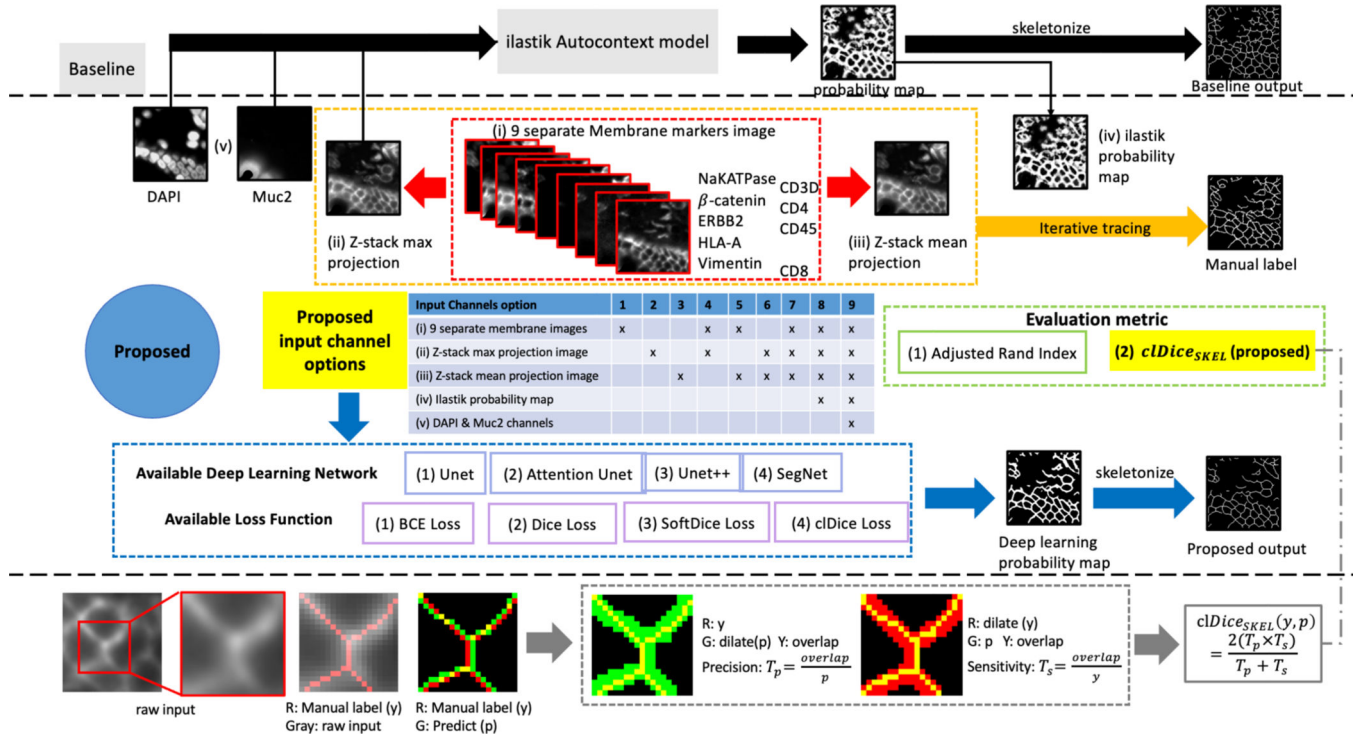 ilastik Autocontext model
skeletonize
Baseline
probability map
Baseline output
(i) 9 separate Membrane markers image
(v)
DAPI
Muc2
(iv) ilastik
probability
map
NaKATPase
β-catenin
ERBB2
HLA-A
Vimentin
CD3D
CD4
CD45
CD8
(ii) Z-stack max
projection
(iii) Z-stack mean
projection
Iterative tracing
Manual label
Proposed
Proposed
input channel
options
Input Channels option 1 2 3 4 5 6 7 8 9
(i) 9 separate membrane images x x x x x x
(ii) Z-stack max projection image x x x x x x
(iii) Z-stack mean projection image x x x x x x
(iv) Ilastik probability map x x
(v) DAPI & Muc2 channels x
Evaluation metric
(1) Adjusted Rand Index
(2) clDice_SKEL (proposed)
Available Deep Learning Network
(1) Unet
(2) Attention Unet
(3) Unet++
(4) SegNet
Available Loss Function
(1) BCE Loss
(2) Dice Loss
(3) SoftDice Loss
(4) clDice Loss
skeletonize
Deep learning
probability map
Proposed output
raw input
R: Manual label (y)
Gray: raw input
R: Manual label (y)
G: Predict (p)
R: y
G: dilate(p) Y: overlap
Precision: T_p = overlap / p
R: dilate (y)
G: p Y: overlap
Sensitivity: T_s = overlap / y
clDice_SKEL(y, p)
= 2(T_p×T_s) / T_p + T_s